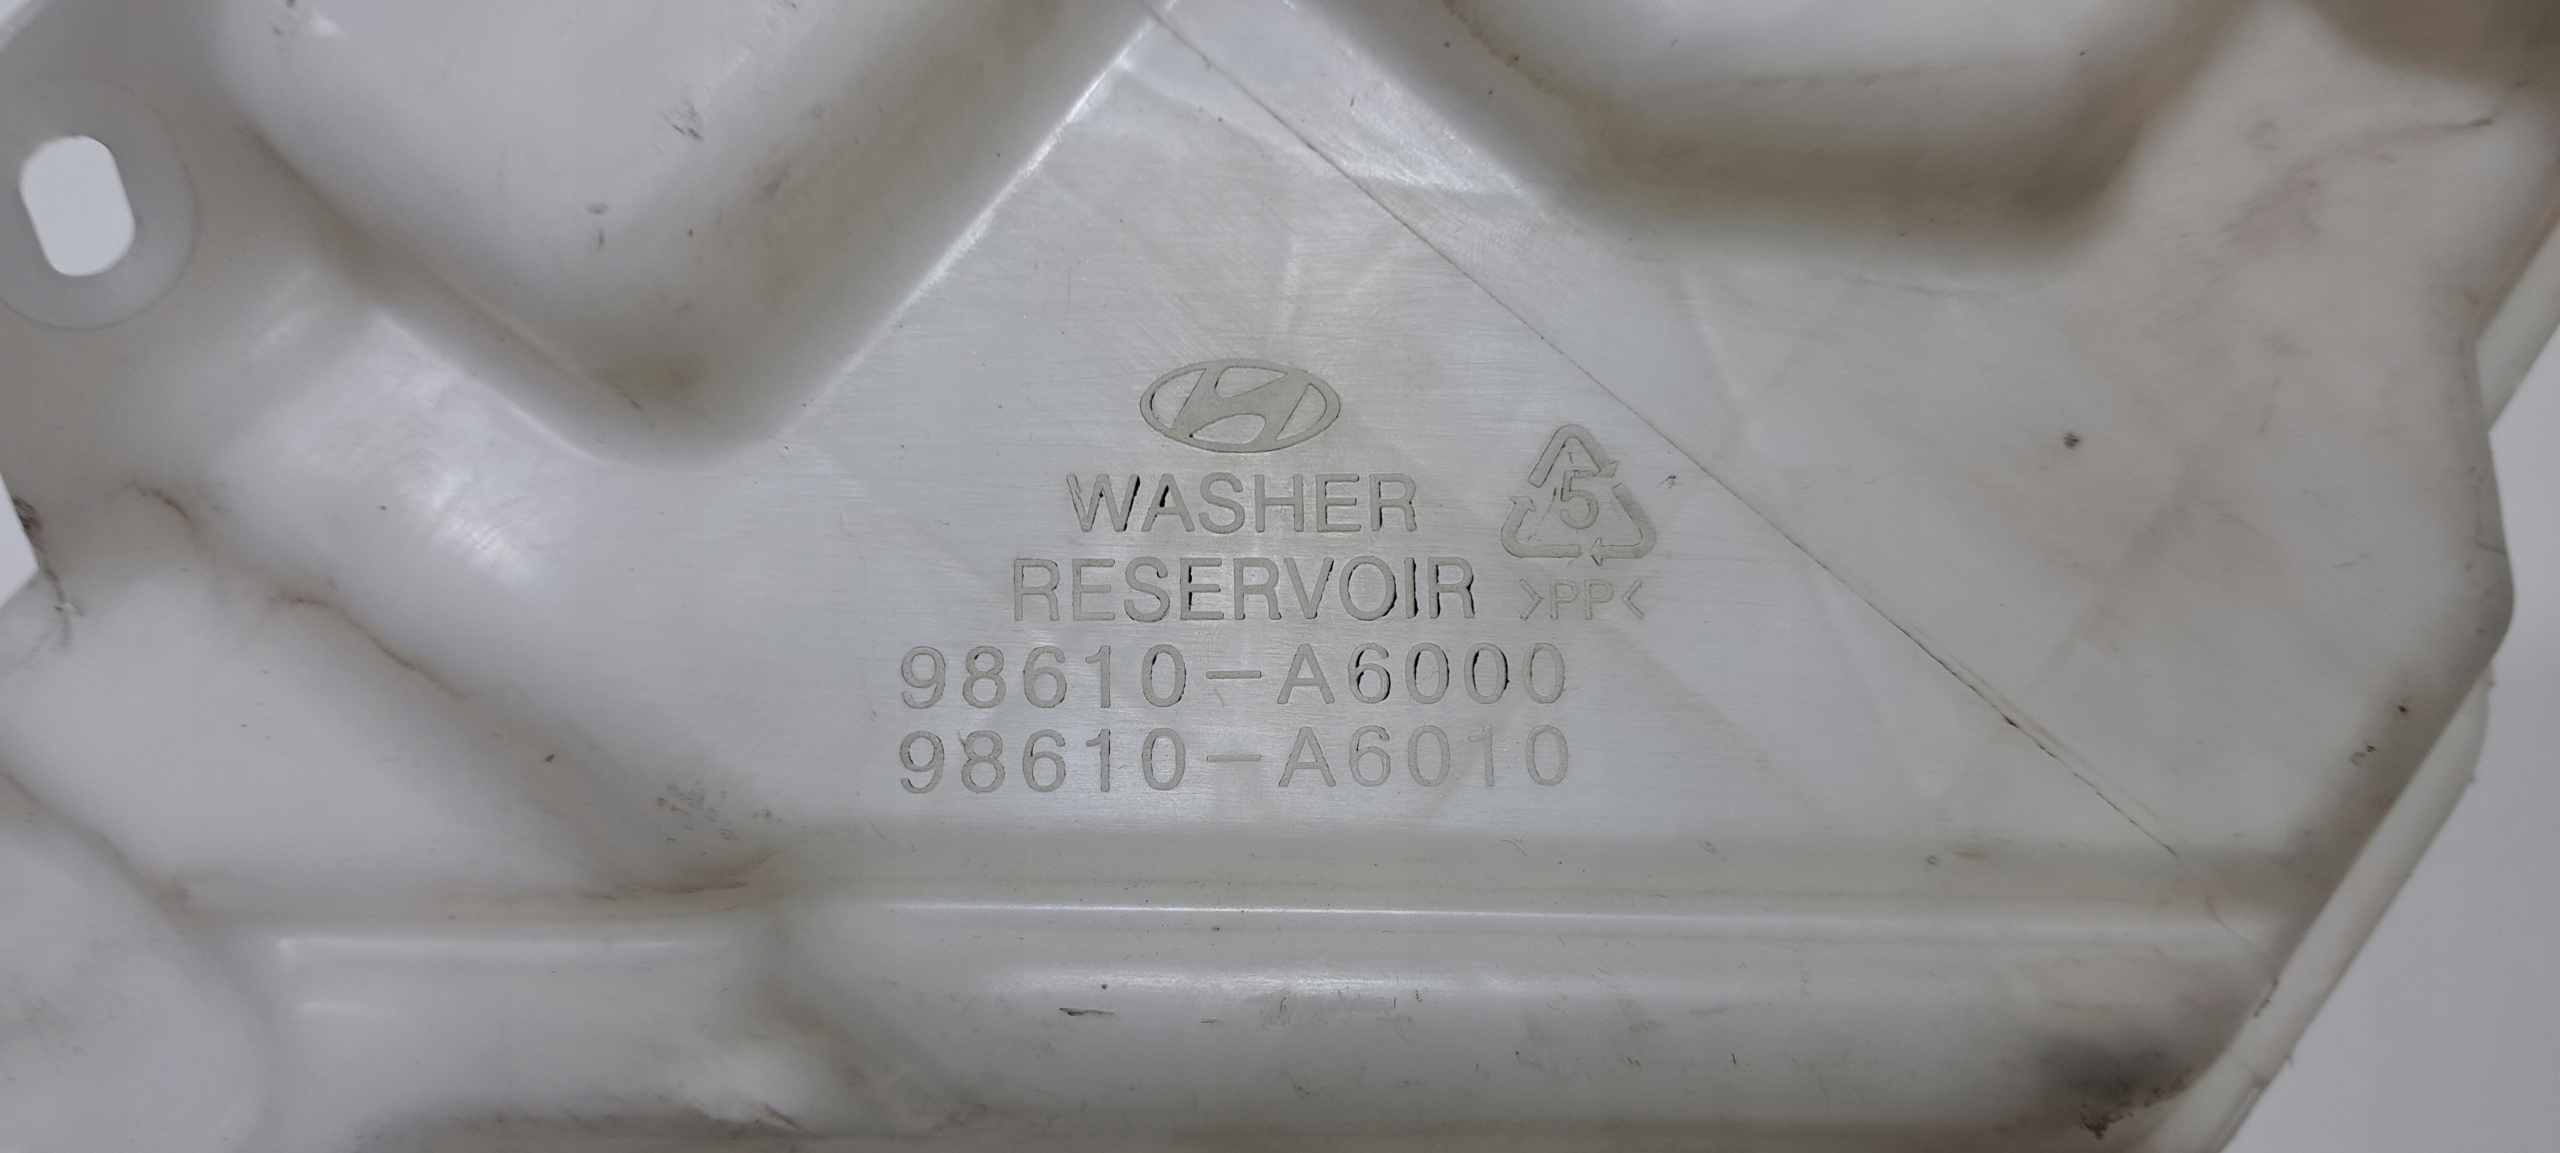 WASHER
RESERVOIR
5
>PP<
98610-A6000
98610-A6010